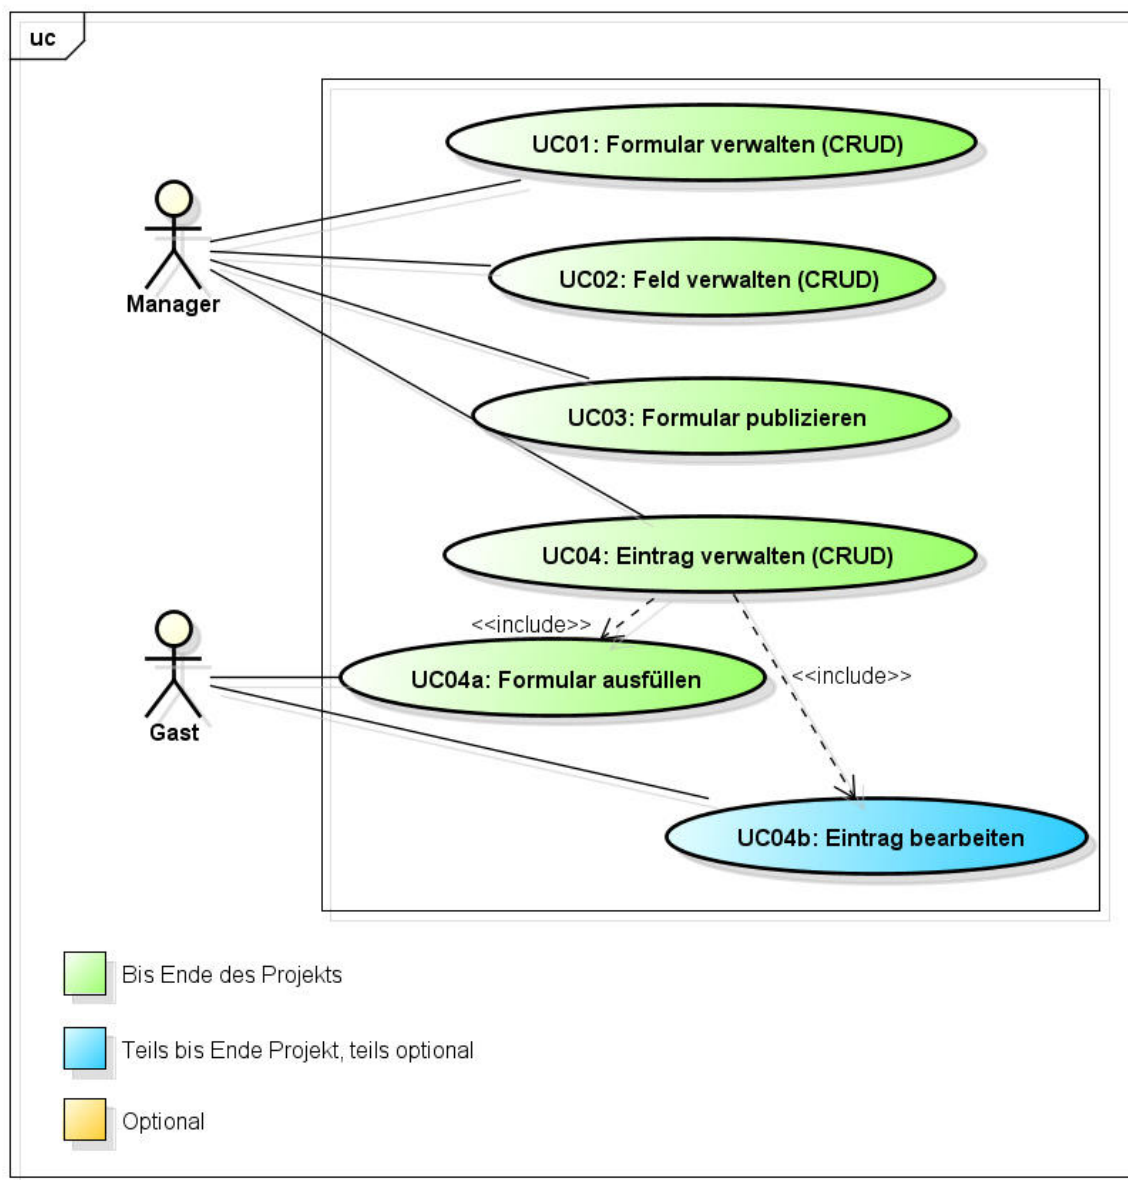 uc
UC01: Formular verwalten (CRUD)
Manager
UC02: Feld verwalten (CRUD)
UC03: Formular publizieren
UC04: Eintrag verwalten (CRUD)
<<include>>
<<include>>
UC04a: Formular ausfüllen
Gast
UC04b: Eintrag bearbeiten
Bis Ende des Projekts
Teils bis Ende Projekt, teils optional
Optional